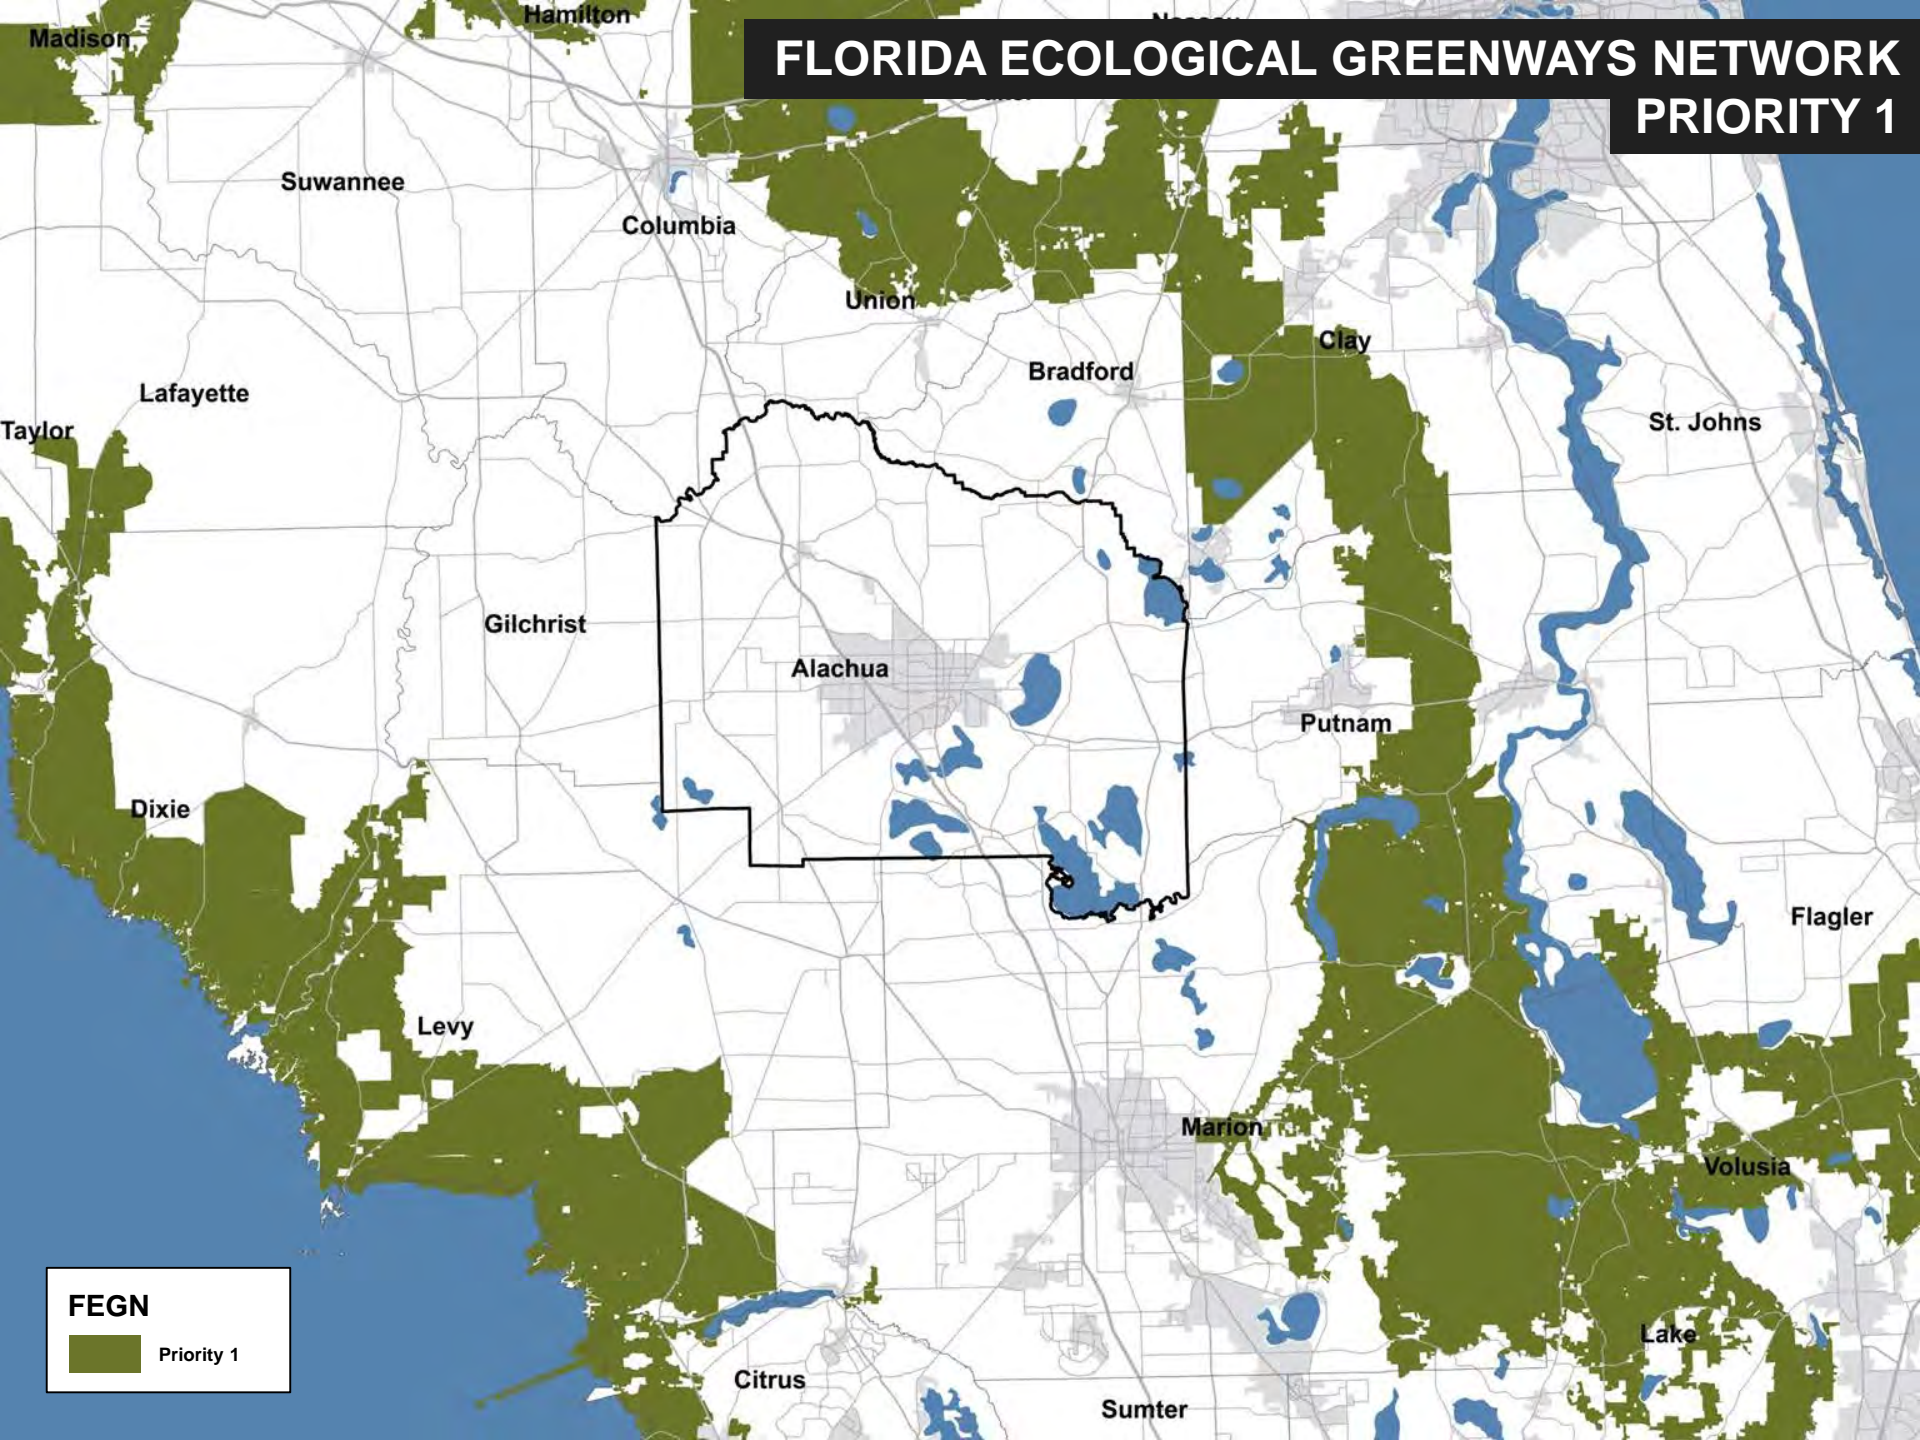 Hamilton
Madison
FLORIDA ECOLOGICAL GREENWAYS NETWORK
PRIORITY 1
Suwannee
Columbia
Union
Clay
Bradford
Lafayette
St. Johns
Taylor
Gilchrist
Alachua
Putnam
Dixie
Flagler
Levy
Marion
Volusia
FEGN
Priority 1
Lake
Citrus
Sumter